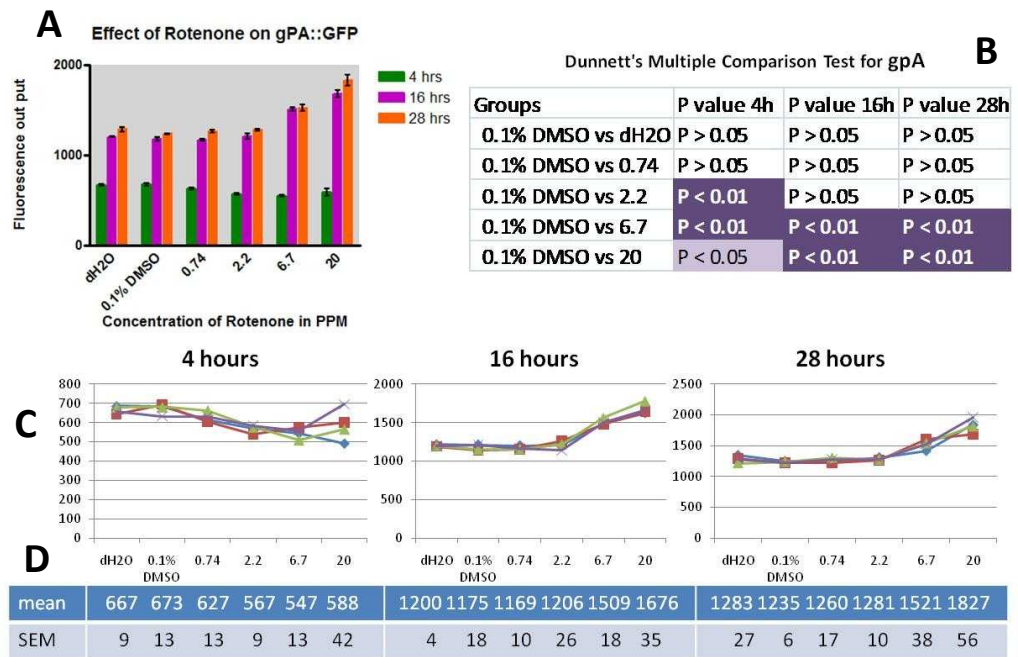 A
Effect of Rotenone on gPA::GFP
Fluorescence out put
2000
1000
0
dH2O
0.1% DMSO
0.74
2.2
6.7
20
Concentration of Rotenone in PPM
4 hrs
16 hrs
28 hrs
B
Dunnett's Multiple Comparison Test for gpA
Groups P value 4h P value 16h P value 28h
0.1% DMSO vs dH2O P > 0.05 P > 0.05 P > 0.05
0.1% DMSO vs 0.74 P > 0.05 P > 0.05 P > 0.05
0.1% DMSO vs 2.2 P < 0.01 P > 0.05 P > 0.05
0.1% DMSO vs 6.7 P < 0.01 P < 0.01 P < 0.01
0.1% DMSO vs 20 P < 0.05 P < 0.01 P < 0.01
C
4 hours
800
700
600
500
400
300
200
100
0
dH2O 0.1% 0.74 2.2 6.7 20
DMSO
16 hours
2000
1500
1000
500
0
dH2O 0.1% 0.74 2.2 6.7 20
DMSO
28 hours
2500
2000
1500
1000
500
0
dH2O 0.1% 0.74 2.2 6.7 20
DMSO
D
mean 667 673 627 567 547 588 1200 1175 1169 1206 1509 1676 1283 1235 1260 1281 1521 1827
SEM 9 13 13 9 13 42 4 18 10 26 18 35 27 6 17 10 38 56